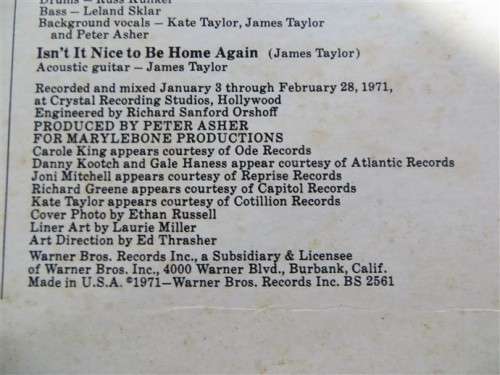 Drums – Russ Kunkel
Bass – Leland Sklar
Background vocals – Kate Taylor, James Taylor
and Peter Asher
Isn't It Nice to Be Home Again (James Taylor)
Acoustic guitar – James Taylor
Recorded and mixed January 3 through February 28, 1971,
at Crystal Recording Studios, Hollywood
Engineered by Richard Sanford Orshoff
PRODUCED BY PETER ASHER
FOR MARYLEBONE PRODUCTIONS
Carole King appears courtesy of Ode Records
Danny Kootch and Gale Haness appear courtesy of Atlantic Records
Joni Mitchell appears courtesy of Reprise Records
Richard Greene appears courtesy of Capitol Records
Kate Taylor appears courtesy of Cotillion Records
Cover Photo by Ethan Russell
Liner Art by Laurie Miller
Art Direction by Ed Thrasher
Warner Bros. Records Inc., a Subsidiary & Licensee
of Warner Bros. Inc., 4000 Warner Blvd., Burbank, Calif.
Made in U.S.A. ©1971—Warner Bros. Records Inc. BS 2561